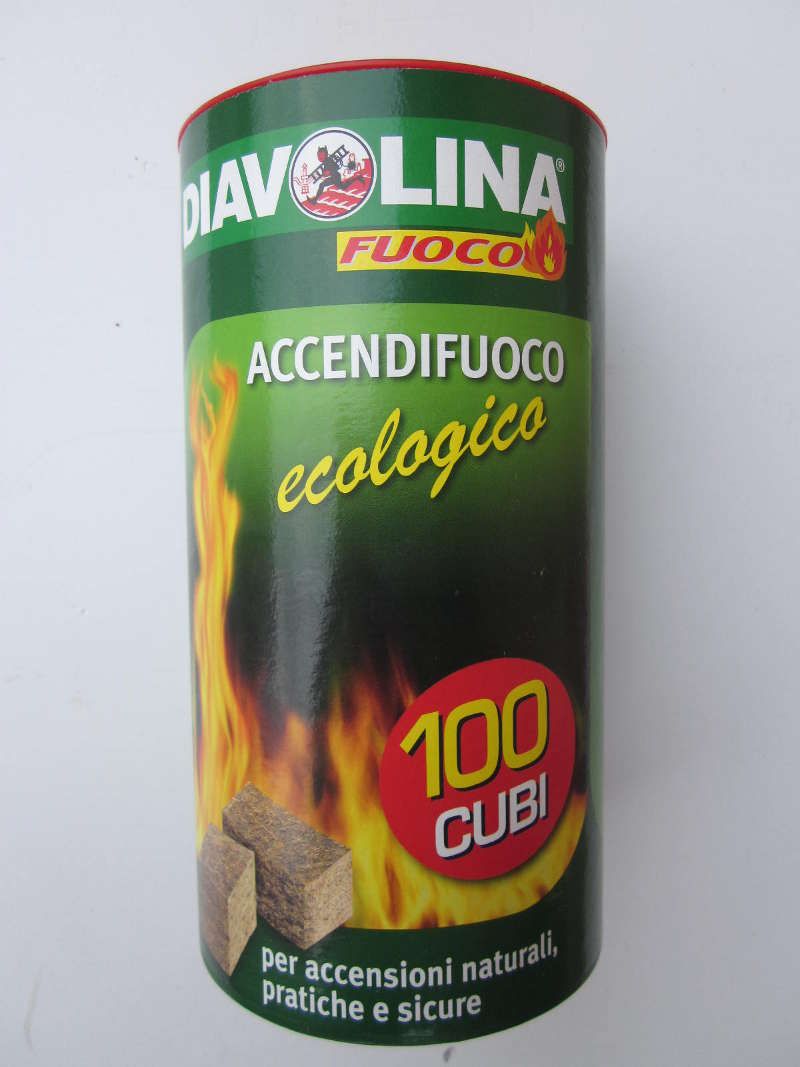 DIAVOLINA®
FUOCO
ACCENDIFUOCO
ecologico
100
CUBI
per accensioni naturali,
pratiche e sicure